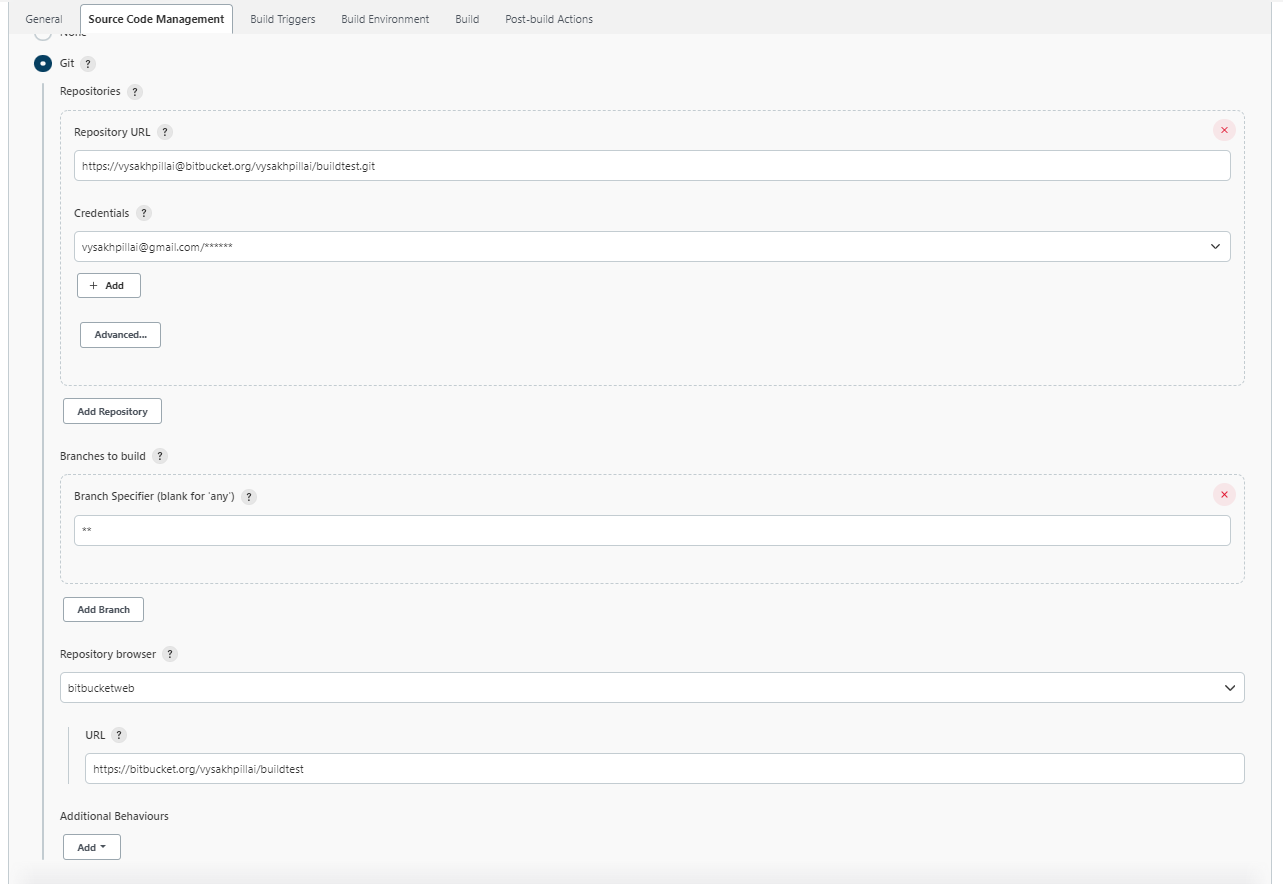 General Source Code Management Build Triggers Build Environment Build Post-build Actions
None
Git ?
Repositories ?
Repository URL ?
https://vysakhpillai@bitbucket.org/vysakhpillai/buildtest.git
Credentials ?
vysakhpillai@gmail.com/******
+ Add
Advanced...
Add Repository
Branches to build ?
Branch Specifier (blank for 'any') ?
**
Add Branch
Repository browser ?
bitbucketweb
URL ?
https://bitbucket.org/vysakhpillai/buildtest
Additional Behaviours
Add